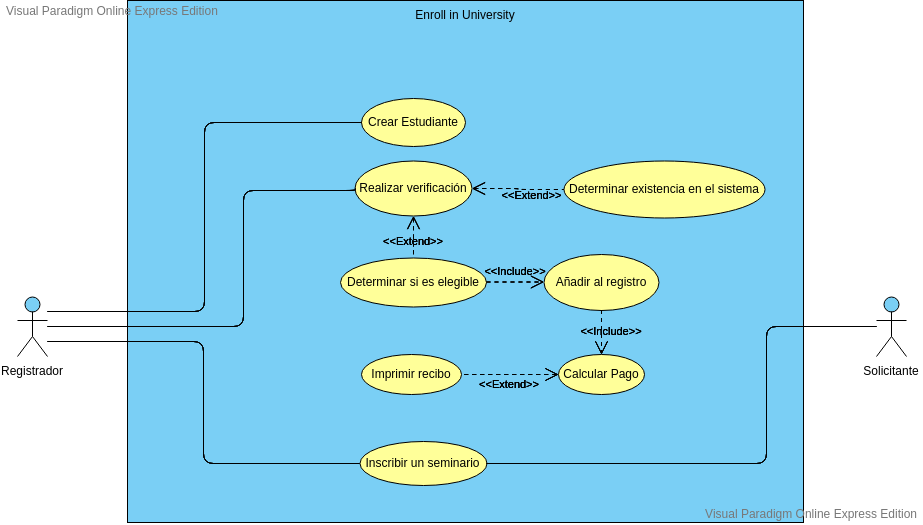 Visual Paradigm Online Express Edition
Enroll in University
Crear Estudiante
Realizar verificación
<<Extend>>
Determinar existencia en el sistema
<<Extend>>
Determinar si es elegible
<<Include>>
Añadir al registro
<<Include>>
Registrador
Solicitante
Imprimir recibo
<<Extend>>
Calcular Pago
Inscribir un seminario
Visual Paradigm Online Express Edition